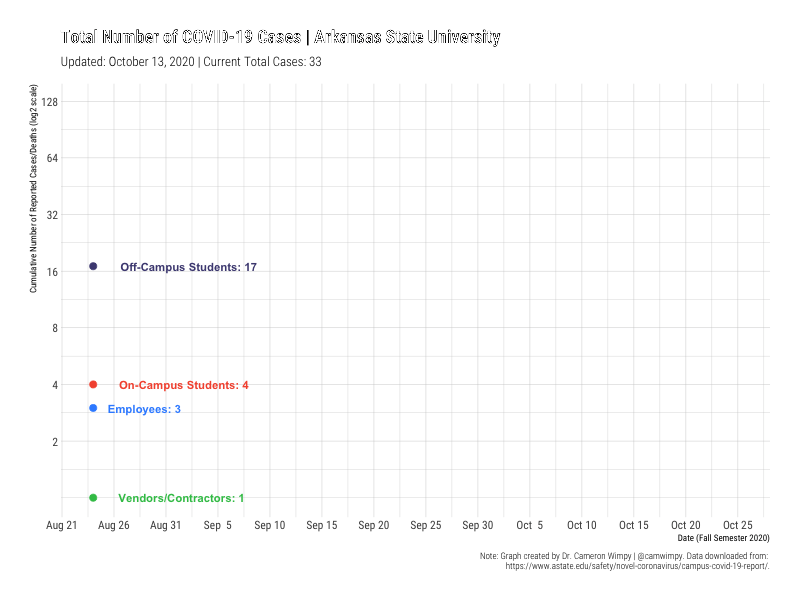 Total Number of COVID-19 Cases | Arkansas State University
Updated: October 13, 2020 | Current Total Cases: 33
Cumulative Number of Reported Cases/Deaths (log2 scale)
128
64
32
16
8
4
2
Off-Campus Students: 17
On-Campus Students: 4
Employees: 3
Vendors/Contractors: 1
Aug 21 Aug 26 Aug 31 Sep 5 Sep 10 Sep 15 Sep 20 Sep 25 Sep 30 Oct 5 Oct 10 Oct 15 Oct 20 Oct 25
Date (Fall Semester 2020)
Note: Graph created by Dr. Cameron Wimpy | @camwimpy. Data downloaded from:
https://www.astate.edu/safety/novel-coronavirus/campus-covid-19-report/.